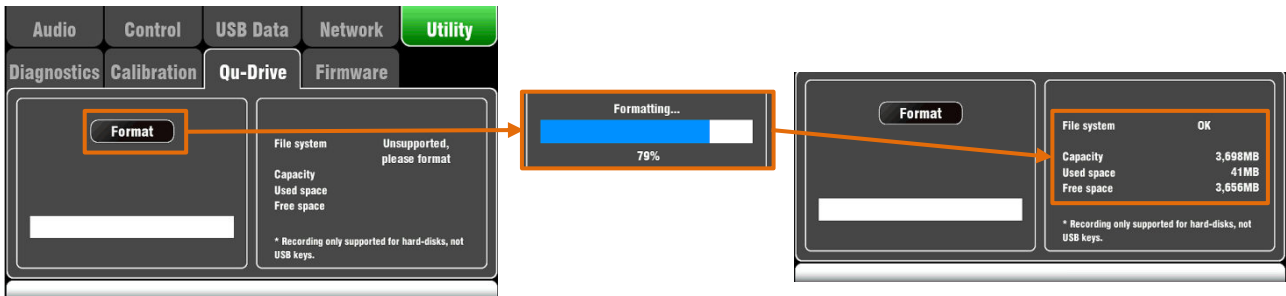 Audio Control USB Data Network Utility
Diagnostics Calibration Qu-Drive Firmware
Format
File system Unsupported,
please format
Capacity
Used space
Free space
* Recording only supported for hard-disks, not
USB keys.
Formatting...
79%
Format
File system OK
Capacity 3,698MB
Used space 41MB
Free space 3,656MB
* Recording only supported for hard-disks, not
USB keys.